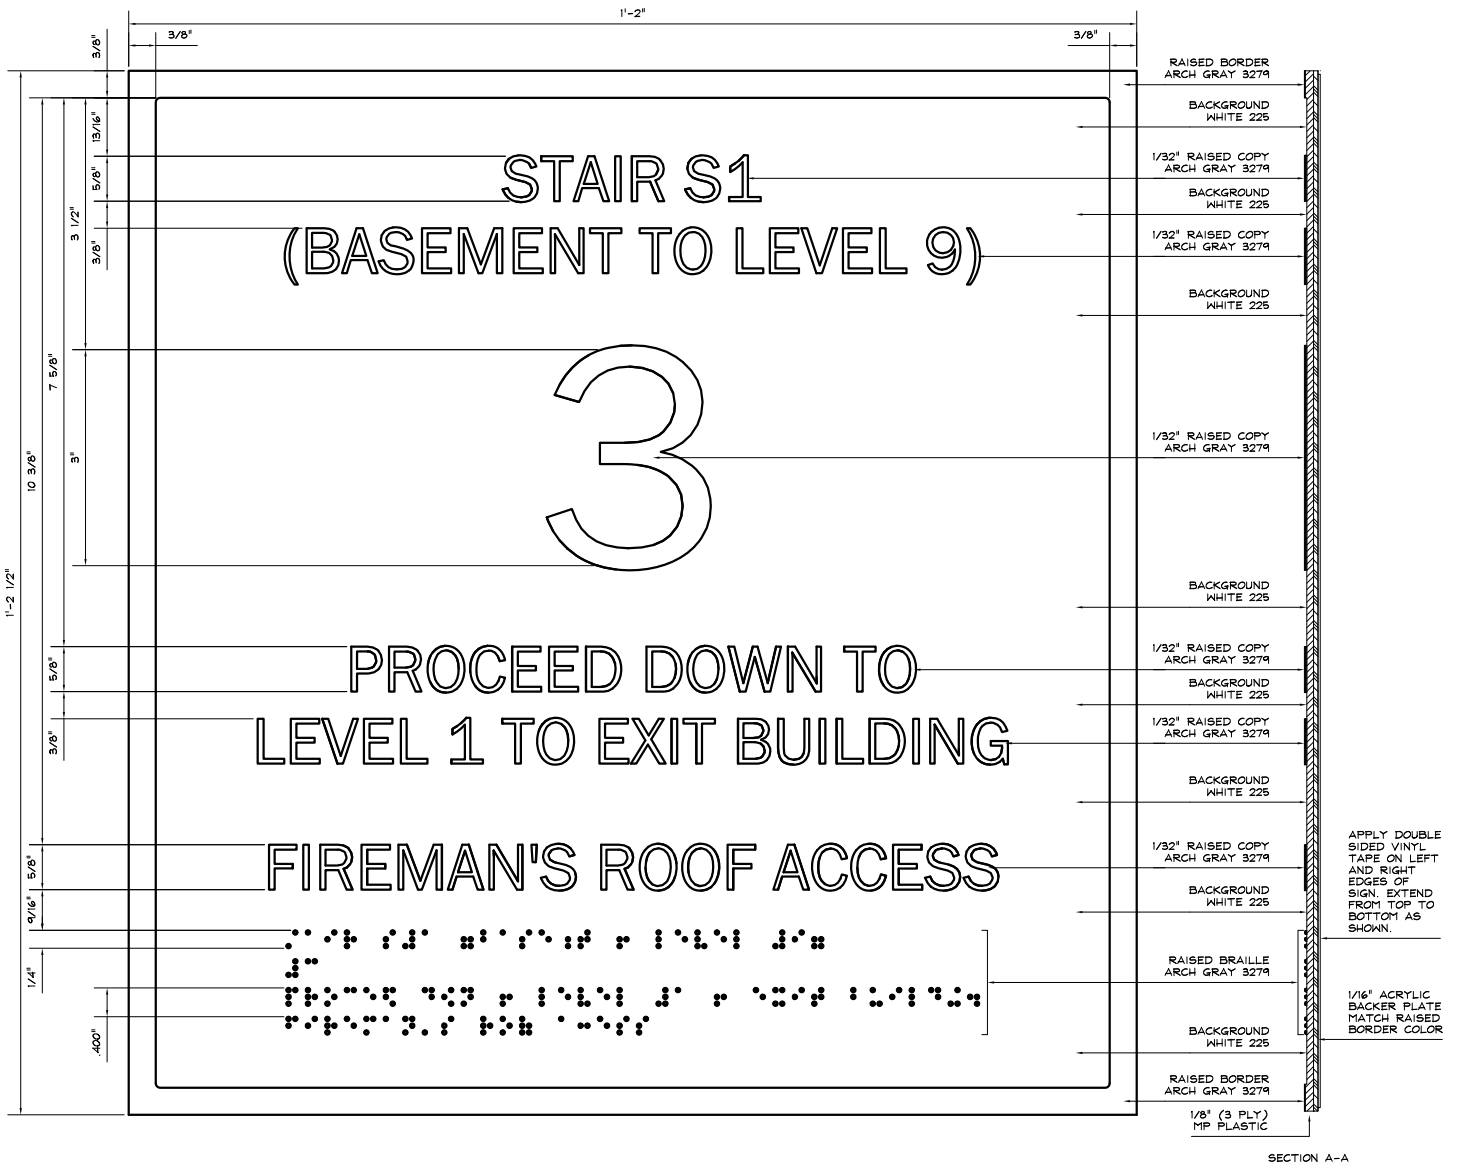 1'-2"
3/8"
3/8"
3/8"
13/16"
5/8"
3/8"
3 1/2"
3"
7 5/8"
10 3/8"
1'-2 1/2"
5/8"
3/8"
5/8"
9/16"
1/4"
.400"
STAIR S1
(BASEMENT TO LEVEL 9)
3
PROCEED DOWN TO
LEVEL 1 TO EXIT BUILDING
FIREMAN'S ROOF ACCESS
RAISED BORDER
ARCH GRAY 3279
BACKGROUND
WHITE 225
1/32" RAISED COPY
ARCH GRAY 3279
BACKGROUND
WHITE 225
1/32" RAISED COPY
ARCH GRAY 3279
BACKGROUND
WHITE 225
1/32" RAISED COPY
ARCH GRAY 3279
BACKGROUND
WHITE 225
1/32" RAISED COPY
ARCH GRAY 3279
BACKGROUND
WHITE 225
1/32" RAISED COPY
ARCH GRAY 3279
BACKGROUND
WHITE 225
1/32" RAISED COPY
ARCH GRAY 3279
BACKGROUND
WHITE 225
RAISED BRAILLE
ARCH GRAY 3279
BACKGROUND
WHITE 225
RAISED BORDER
ARCH GRAY 3279
1/8" (3 PLY)
MP PLASTIC
APPLY DOUBLE
SIDED VINYL
TAPE ON LEFT
AND RIGHT
EDGES OF
SIGN. EXTEND
FROM TOP TO
BOTTOM AS
SHOWN.
1/16" ACRYLIC
BACKER PLATE
MATCH RAISED
BORDER COLOR
SECTION A-A